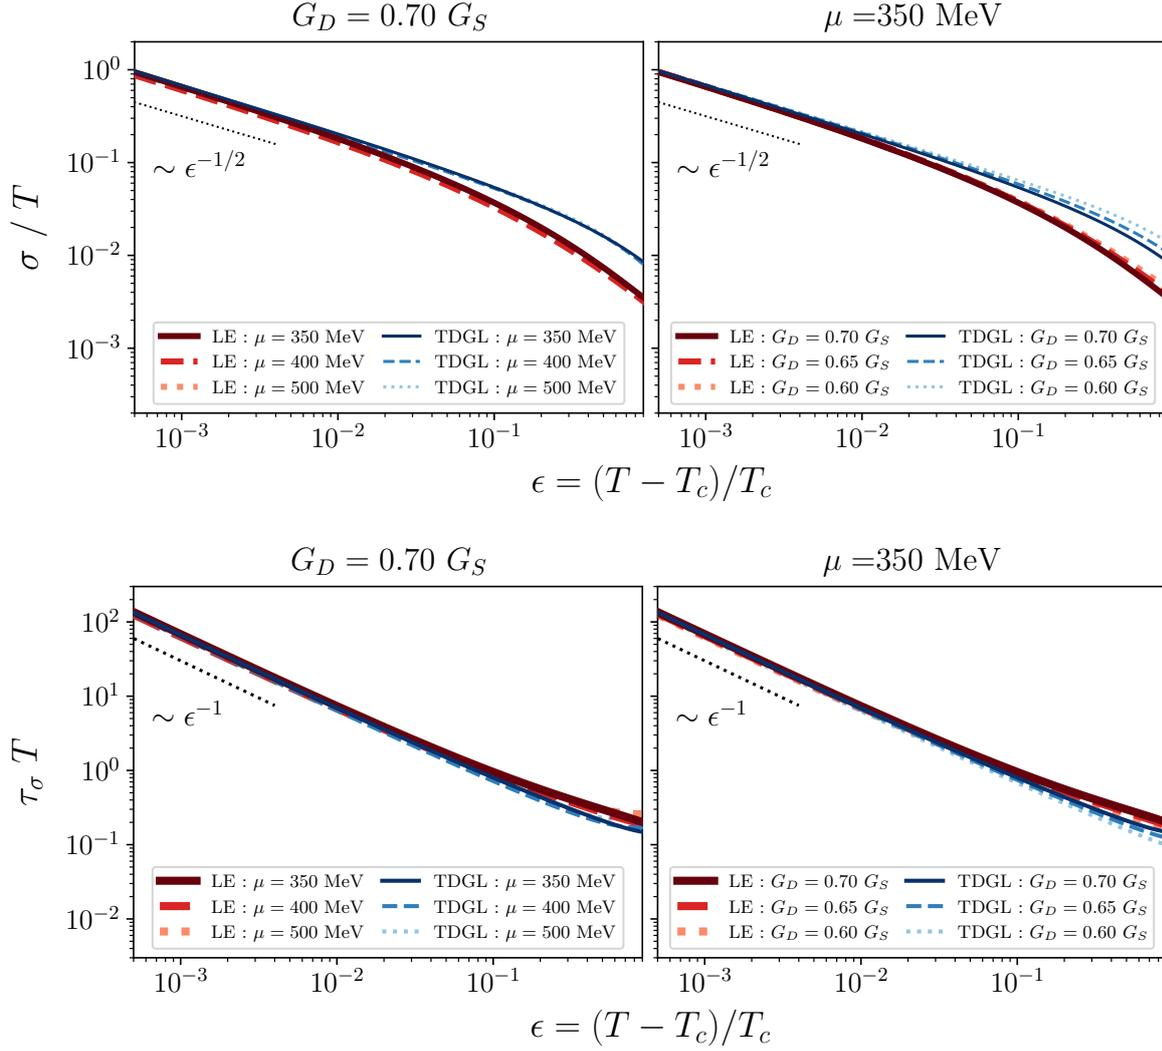 G_D = 0.70 G_S
μ =350 MeV
10^0
10^{-1}
10^{-2}
10^{-3}
σ / T
∼ ϵ^{-1/2}
∼ ϵ^{-1/2}
LE : μ = 350 MeV
LE : μ = 400 MeV
LE : μ = 500 MeV
TDGL : μ = 350 MeV
TDGL : μ = 400 MeV
TDGL : μ = 500 MeV
LE : G_D = 0.70 G_S
LE : G_D = 0.65 G_S
LE : G_D = 0.60 G_S
TDGL : G_D = 0.70 G_S
TDGL : G_D = 0.65 G_S
TDGL : G_D = 0.60 G_S
10^{-3} 10^{-2} 10^{-1}
10^{-3} 10^{-2} 10^{-1}
ϵ = (T − T_c)/T_c
G_D = 0.70 G_S
μ =350 MeV
10^2
10^1
10^0
10^{-1}
10^{-2}
τ_σ T
∼ ϵ^{-1}
∼ ϵ^{-1}
LE : μ = 350 MeV
LE : μ = 400 MeV
LE : μ = 500 MeV
TDGL : μ = 350 MeV
TDGL : μ = 400 MeV
TDGL : μ = 500 MeV
LE : G_D = 0.70 G_S
LE : G_D = 0.65 G_S
LE : G_D = 0.60 G_S
TDGL : G_D = 0.70 G_S
TDGL : G_D = 0.65 G_S
TDGL : G_D = 0.60 G_S
10^{-3} 10^{-2} 10^{-1}
10^{-3} 10^{-2} 10^{-1}
ϵ = (T − T_c)/T_c